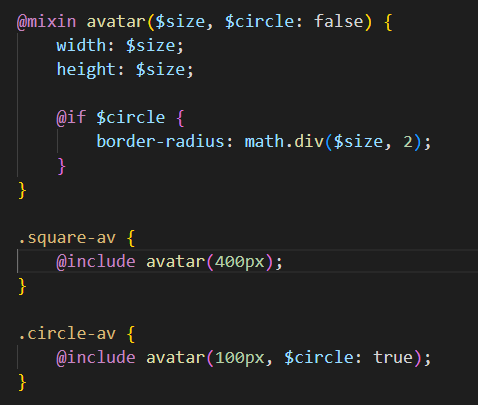 @mixin avatar($size, $circle: false) {
    width: $size;
    height: $size;

    @if $circle {
        border-radius: math.div($size, 2);
    }
}

.square-av {
    @include avatar(400px);
}

.circle-av {
    @include avatar(100px, $circle: true);
}